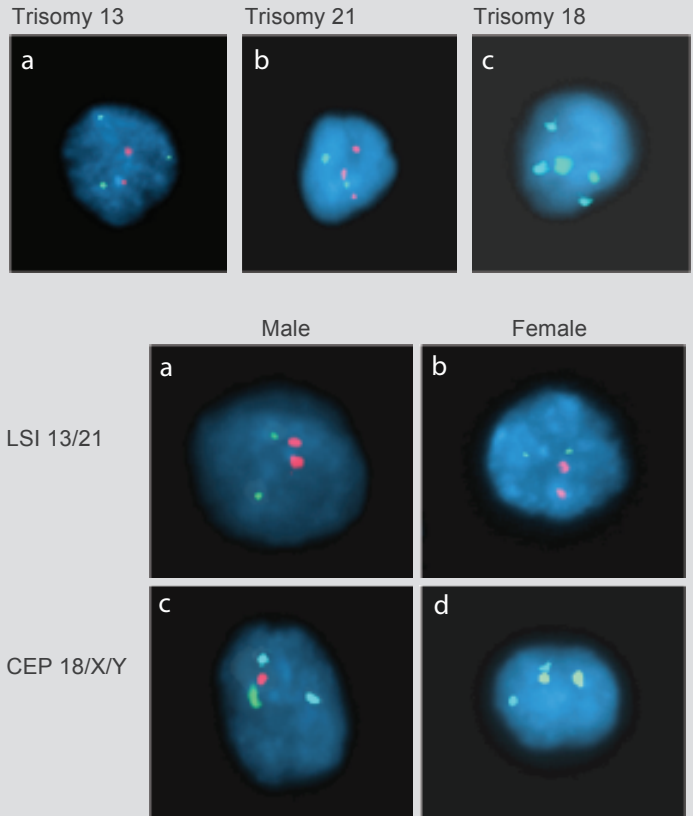 Trisomy 13 Trisomy 21 Trisomy 18
a b c
Male Female
a b
LSI 13/21
c d
CEP 18/X/Y